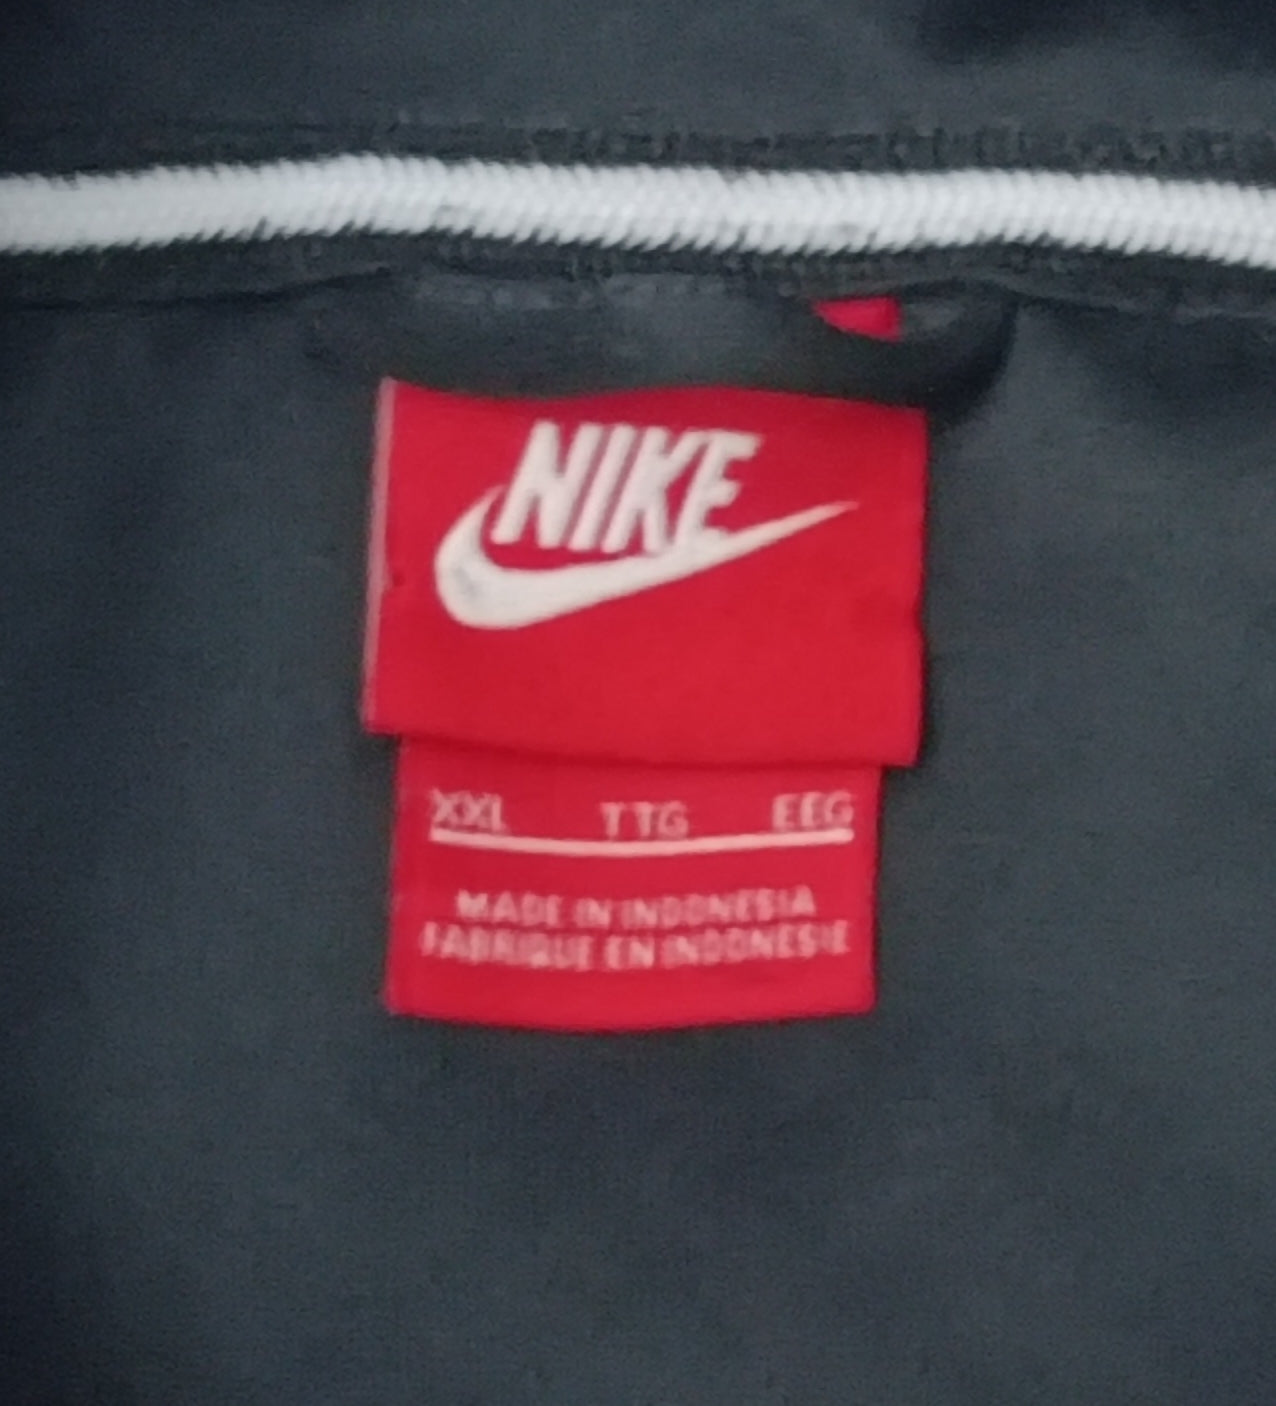 NIKE
XXL TTG EEG
MADE IN INDONESIA
FABRIQUE EN INDONESIE